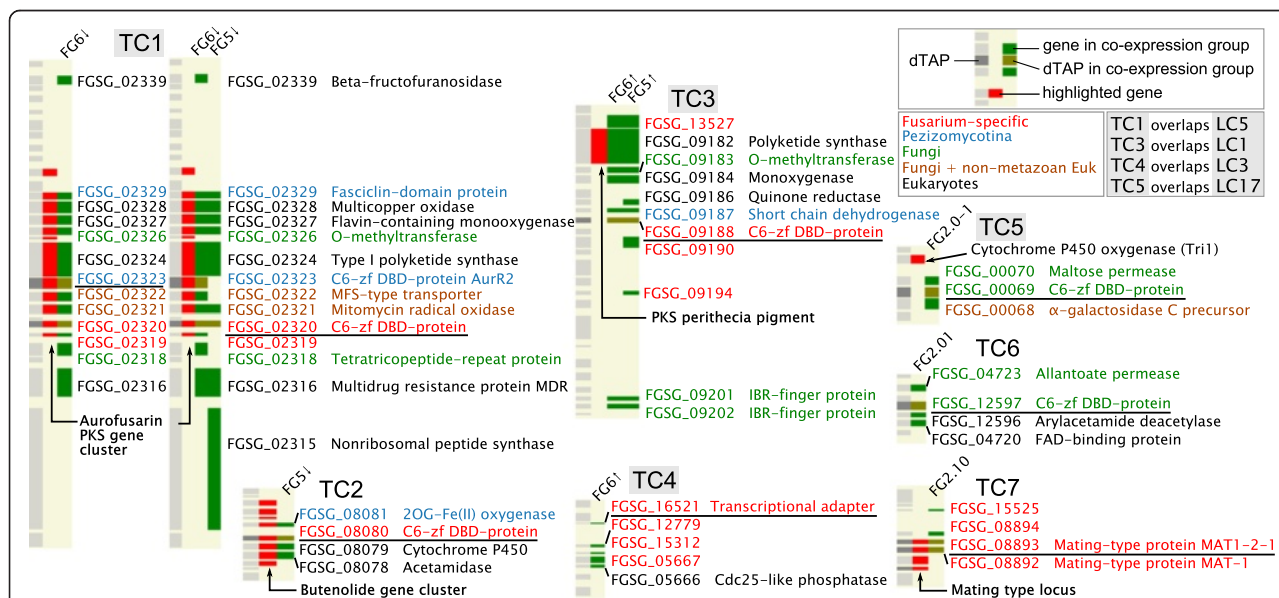 TC1
FG6↓
FG6↓
FG5↓
FGSG_02339 FGSG_02339 Beta-fructofuranosidase
FGSG_02329 FGSG_02329 Fasciclin-domain protein
FGSG_02328 FGSG_02328 Multicopper oxidase
FGSG_02327 FGSG_02327 Flavin-containing monooxygenase
FGSG_02326 FGSG_02326 O-methyltransferase
FGSG_02324 FGSG_02324 Type I polyketide synthase
FGSG_02323 FGSG_02323 C6-zf DBD-protein AurR2
FGSG_02322 FGSG_02322 MFS-type transporter
FGSG_02321 FGSG_02321 Mitomycin radical oxidase
FGSG_02320 FGSG_02320 C6-zf DBD-protein
FGSG_02319 FGSG_02319
FGSG_02318 FGSG_02318 Tetratricopeptide-repeat protein
FGSG_02316 FGSG_02316 Multidrug resistance protein MDR
Aurofusarin
PKS gene
cluster
FGSG_02315 Nonribosomal peptide synthase
TC2
FG5↓
FGSG_08081 2OG-Fe(II) oxygenase
FGSG_08080 C6-zf DBD-protein
FGSG_08079 Cytochrome P450
FGSG_08078 Acetamidase
Butenolide gene cluster
TC3
FG6↑
FG5↑
FGSG_13527
FGSG_09182 Polyketide synthase
FGSG_09183 O-methyltransferase
FGSG_09184 Monoxygenase
FGSG_09186 Quinone reductase
FGSG_09187 Short chain dehydrogenase
FGSG_09188 C6-zf DBD-protein
FGSG_09190
FGSG_09194
PKS perithecia pigment
FGSG_09201 IBR-finger protein
FGSG_09202 IBR-finger protein
TC4
FG6↑
FGSG_16521 Transcriptional adapter
FGSG_12779
FGSG_15312
FGSG_05667
FGSG_05666 Cdc25-like phosphatase
dTAP
gene in co-expression group
dTAP in co-expression group
highlighted gene
Fusarium-specific
Pezizomycotina
Fungi
Fungi + non-metazoan Euk
Eukaryotes
TC1 overlaps LC5
TC3 overlaps LC1
TC4 overlaps LC3
TC5 overlaps LC17
TC5
FG2.0-1
Cytochrome P450 oxygenase (Tri1)
FGSG_00070 Maltose permease
FGSG_00069 C6-zf DBD-protein
FGSG_00068 α-galactosidase C precursor
TC6
FG2.01
FGSG_04723 Allantoate permease
FGSG_12597 C6-zf DBD-protein
FGSG_12596 Arylacetamide deacetylase
FGSG_04720 FAD-binding protein
TC7
FG2.10
FGSG_15525
FGSG_08894
FGSG_08893 Mating-type protein MAT1-2-1
FGSG_08892 Mating-type protein MAT-1
Mating type locus